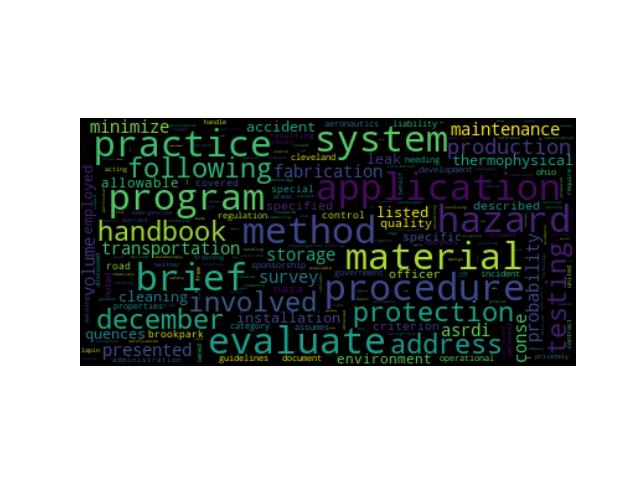 minimize
accident
aeronautics
liability
handle
practice
system
maintenance
production
following
cleveland
leak
needing
thermophysical
acting
fabrication
development
ohio
allowable
covered
special
application
employed
program
specified
described
regulation
control
listed
quality
handbook
method
specific
hazard
transportation
storage
material
volume
road
officer
incident
brief
survey
sponsorship
government
probability
testing
cleaning
nasa
procedure
properties
involved
december
installation
protection
category
assumes
criterion
asrdi
quences
brookpark
evaluate
address
conse
lapin
presented
administration
guidelines
document
environment
operational
privately